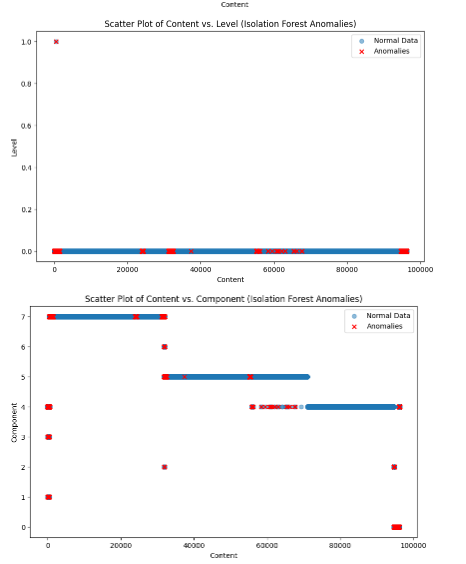 Content
Scatter Plot of Content vs. Level (Isolation Forest Anomalies)
1.0
0.8
0.6
0.4
0.2
0.0
Level
Normal Data
Anomalies
0 20000 40000 60000 80000 100000
Content
Scatter Plot of Content vs. Component (Isolation Forest Anomalies)
7
6
5
4
3
2
1
0
Component
Normal Data
Anomalies
0 20000 40000 60000 80000 100000
Content